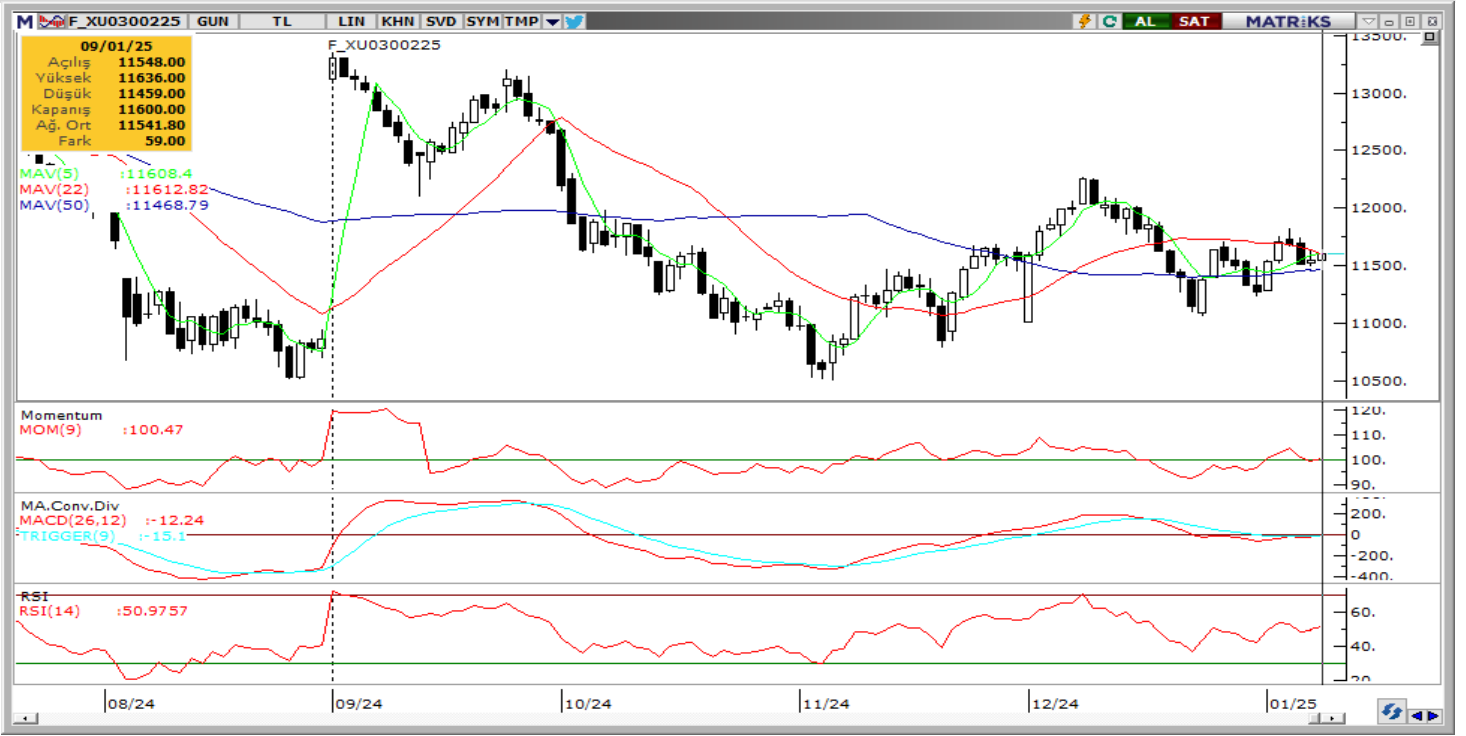 M F_XU0300225 GUN TL LIN KHN SVD SYM TMP AL SAT MATRİKS
09/01/25
Açılış 11548.00
Yüksek 11636.00
Düşük 11459.00
Kapanış 11600.00
Ağ. Ort 11541.80
Fark 59.00
F_XU0300225
MAV(5) :11608.4
MAV(22) :11612.82
MAV(50) :11468.79
13500.
13000.
12500.
12000.
11500.
11000.
10500.
Momentum
MOM(9) :100.47
120.
110.
100.
90.
MA.Conv.Div
MACD(26,12) :-12.24
TRIGGER(9) :-15.1
200.
0
-200.
-400.
RSI
RSI(14) :50.9757
60.
40.
20
08/24 09/24 10/24 11/24 12/24 01/25